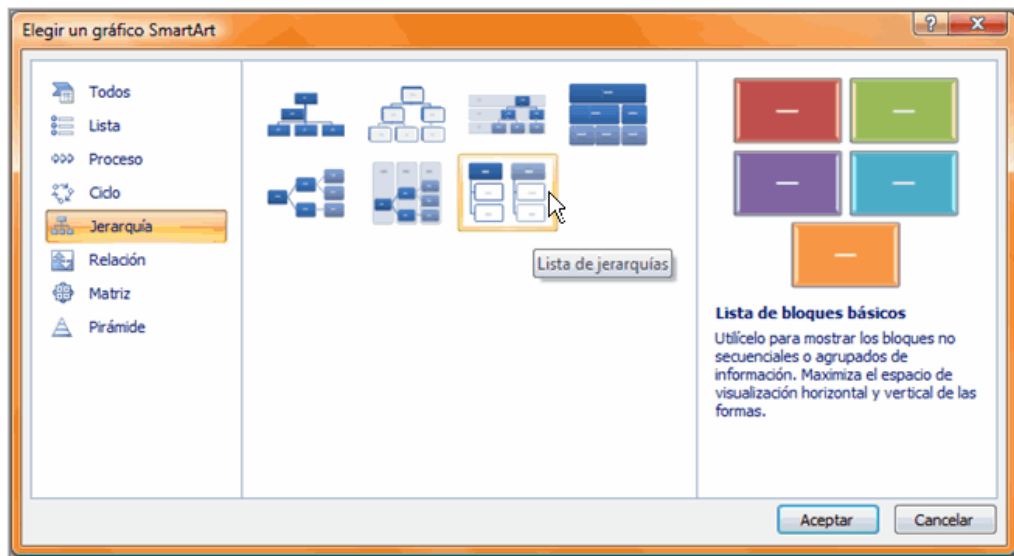 Elegir un gráfico SmartArt
Todos
Lista
Proceso
Ciclo
Jerarquía
Relación
Matriz
Pirámide
Lista de jerarquías
Lista de bloques básicos
Utilícelo para mostrar los bloques no
secuenciales o agrupados de
información. Maximiza el espacio de
visualización horizontal y vertical de las
formas.
Aceptar
Cancelar